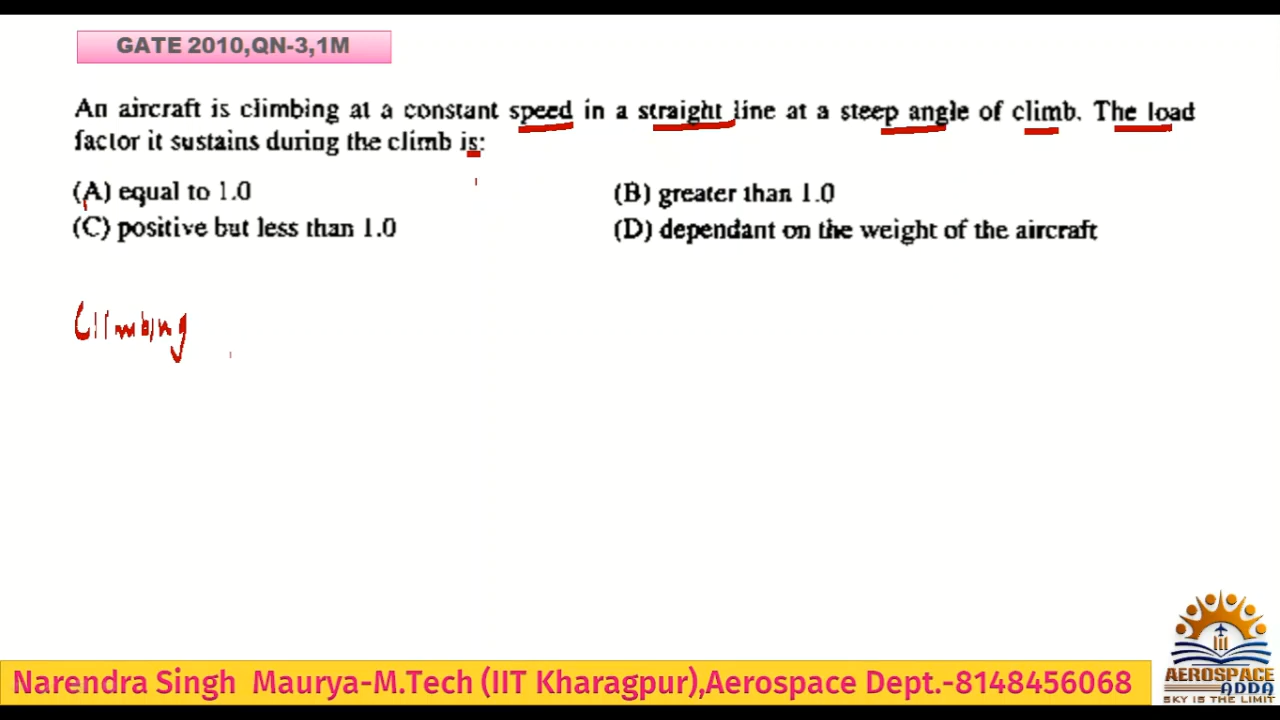 GATE 2010,QN-3,1M
An aircraft is climbing at a constant speed in a straight line at a steep angle of climb. The load
factor it sustains during the climb is:
(A) equal to 1.0 (B) greater than 1.0
(C) positive but less than 1.0 (D) dependant on the weight of the aircraft
Climbing
Narendra Singh Maurya-M.Tech (IIT Kharagpur),Aerospace Dept.-8148456068
AEROSPACE
ADDA
SKY IS THE LIMIT